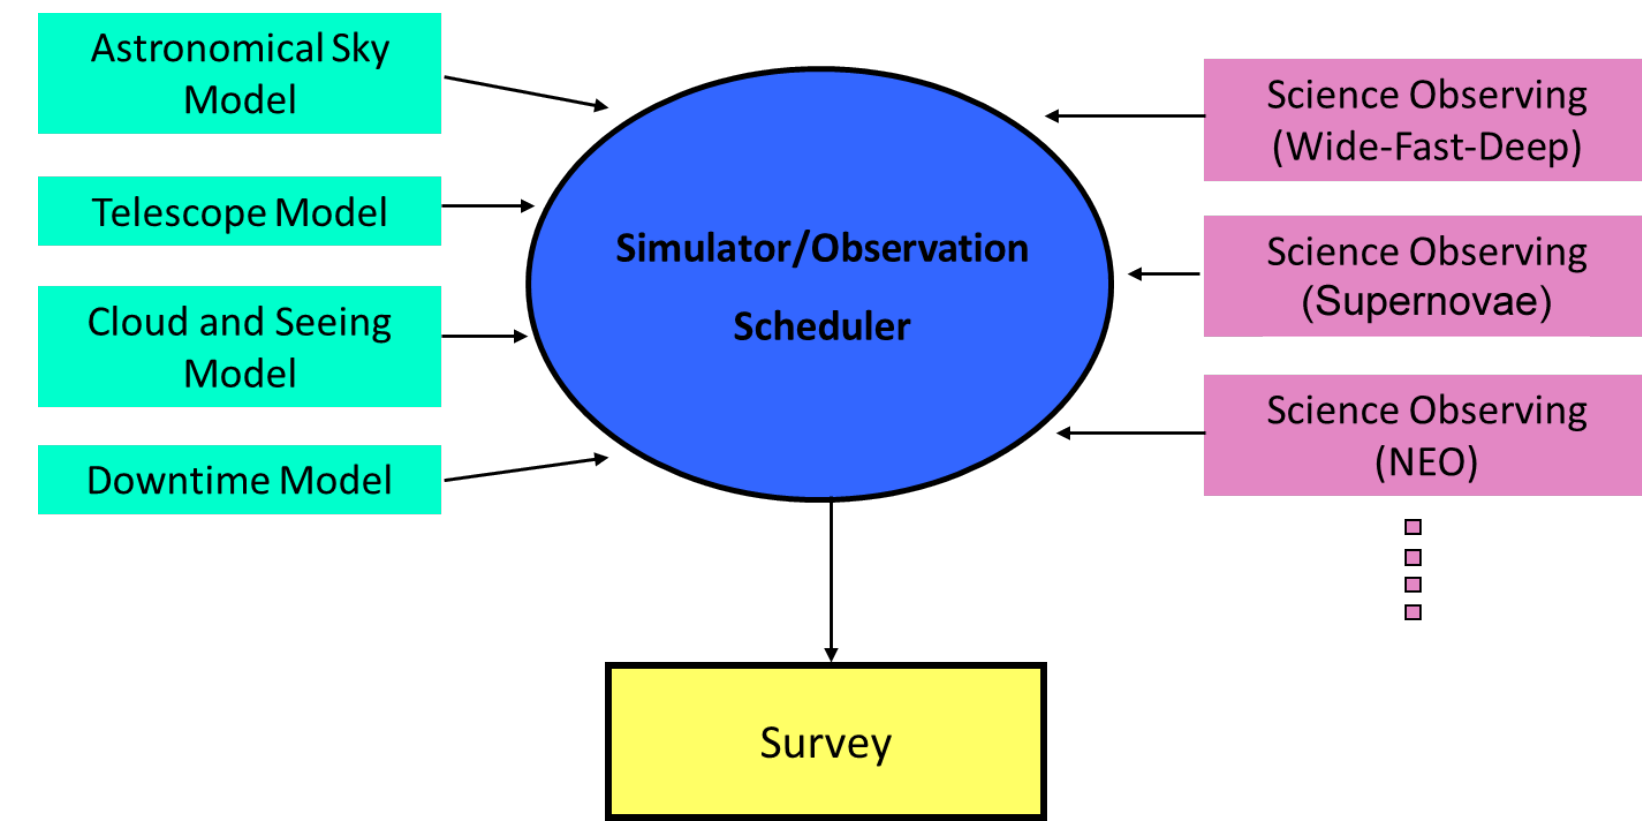 Astronomical Sky
Model
Telescope Model
Cloud and Seeing
Model
Downtime Model
Simulator/Observation
Scheduler
Science Observing
(Wide-Fast-Deep)
Science Observing
(Supernovae)
Science Observing
(NEO)
Survey